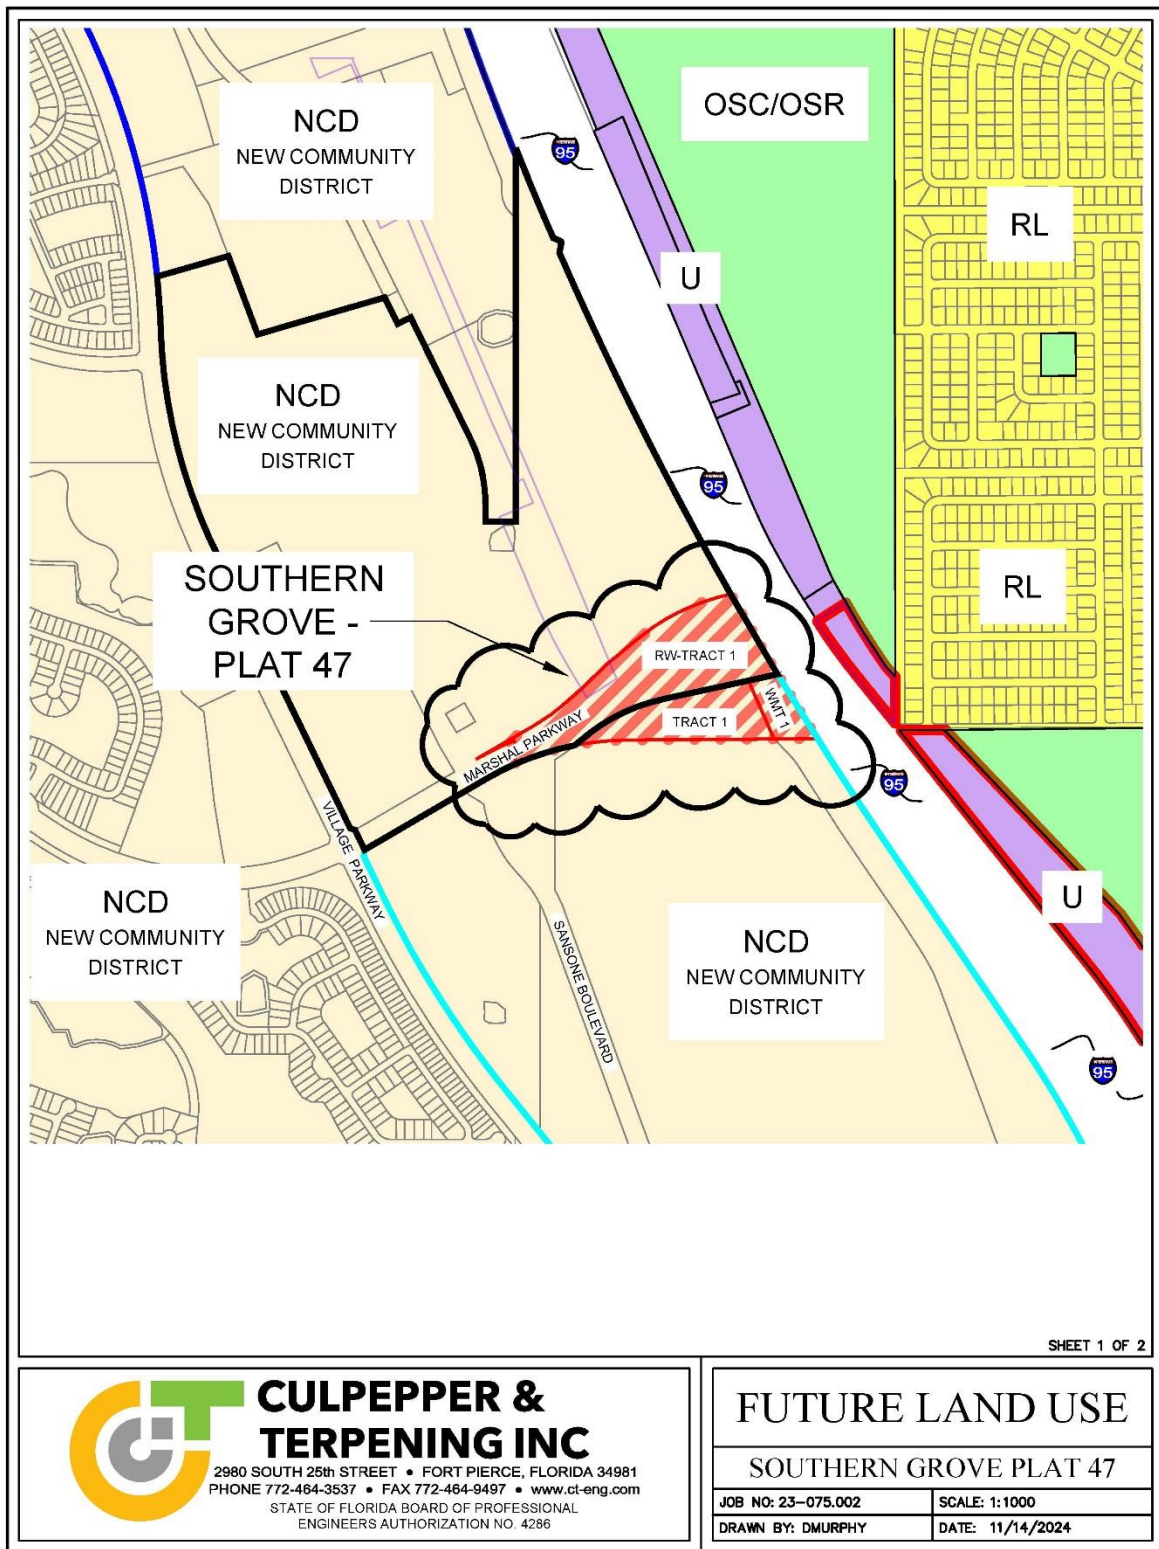 NCD
NEW COMMUNITY
DISTRICT
95
OSC/OSR
RL
U
NCD
NEW COMMUNITY
DISTRICT
95
SOUTHERN
GROVE -
PLAT 47
RL
RW-TRACT 1
TRACT 1
WMT 1
MARSHAL PARKWAY
95
VILLAGE PARKWAY
NCD
NEW COMMUNITY
DISTRICT
U
SANSONE BOULEVARD
NCD
NEW COMMUNITY
DISTRICT
95
SHEET 1 OF 2
CULPEPPER &
TERPENING INC
2980 SOUTH 25th STREET • FORT PIERCE, FLORIDA 34981
PHONE 772-464-3537 • FAX 772-464-9497 • www.ct-eng.com
STATE OF FLORIDA BOARD OF PROFESSIONAL
ENGINEERS AUTHORIZATION NO. 4286
FUTURE LAND USE
SOUTHERN GROVE PLAT 47
JOB NO: 23-075.002
SCALE: 1:1000
DRAWN BY: DMURPHY
DATE: 11/14/2024